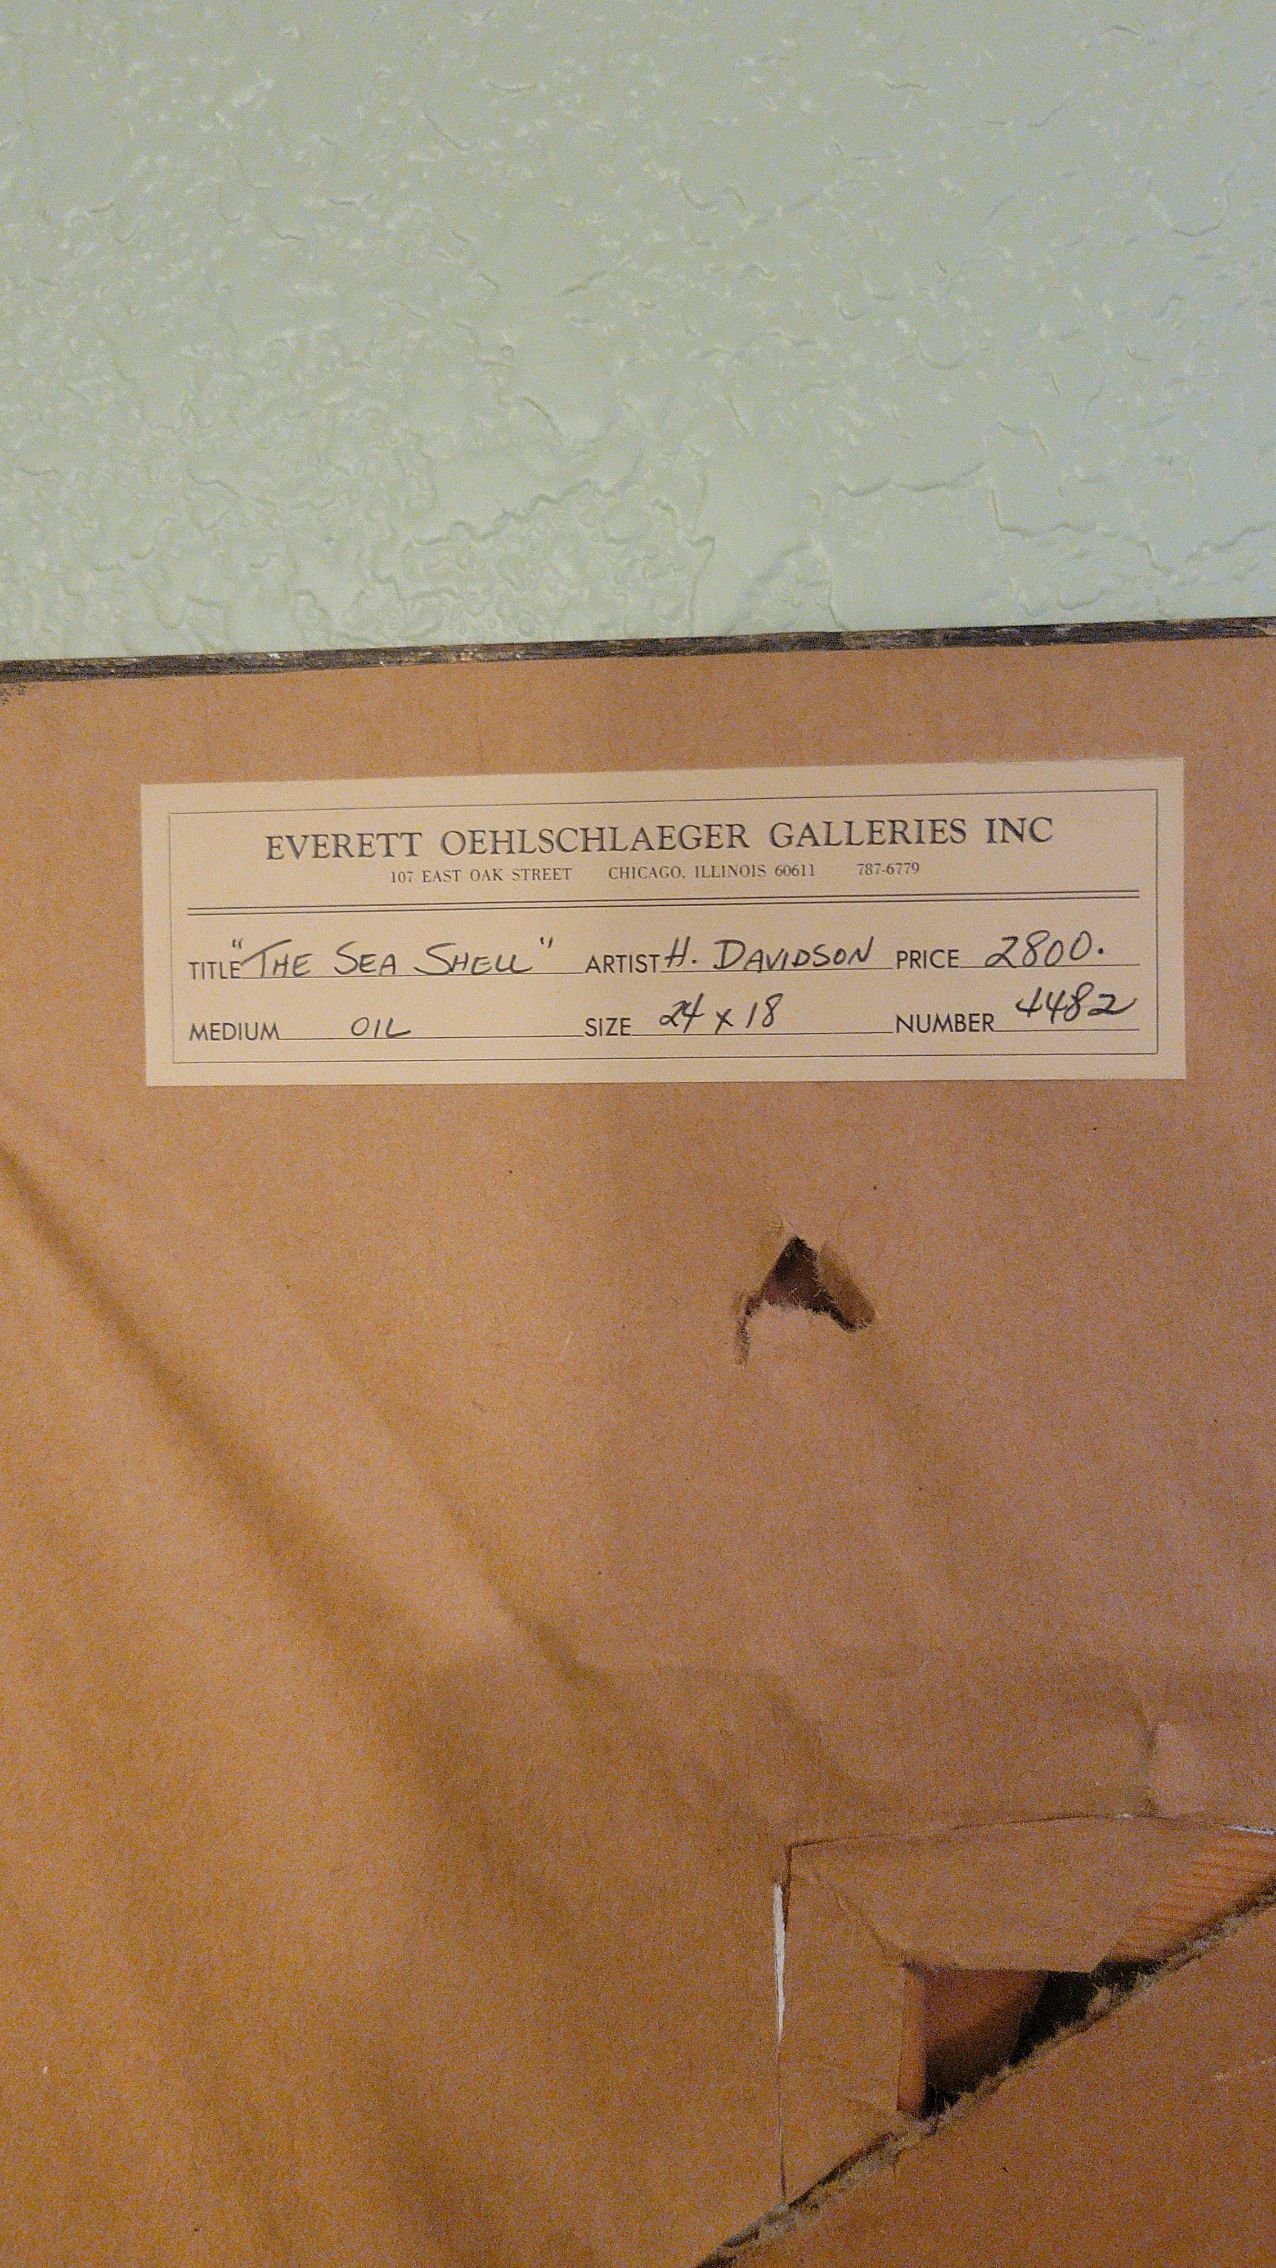 EVERETT OEHLSCHLAEGER GALLERIES INC
107 EAST OAK STREET CHICAGO, ILLINOIS 60611 787-6779
TITLE "THE SEA SHELL" ARTIST H. DAVIDSON PRICE 2800.
MEDIUM OIL SIZE 24 x 18 NUMBER 4482